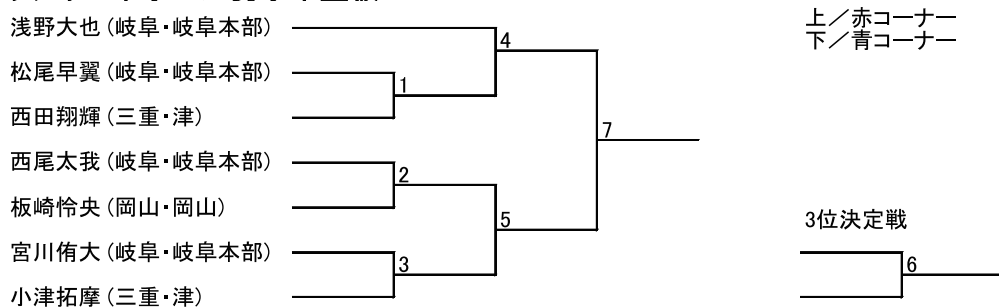 浅野大也(岐阜・岐阜本部)
松尾早翼(岐阜・岐阜本部)
西田翔輝(三重・津)
西尾太我(岐阜・岐阜本部)
板崎怜央(岡山・岡山)
宮川侑大(岐阜・岐阜本部)
小津拓摩(三重・津)
1
2
3
4
5
7
上/赤コーナー
下/青コーナー
3位決定戦
6